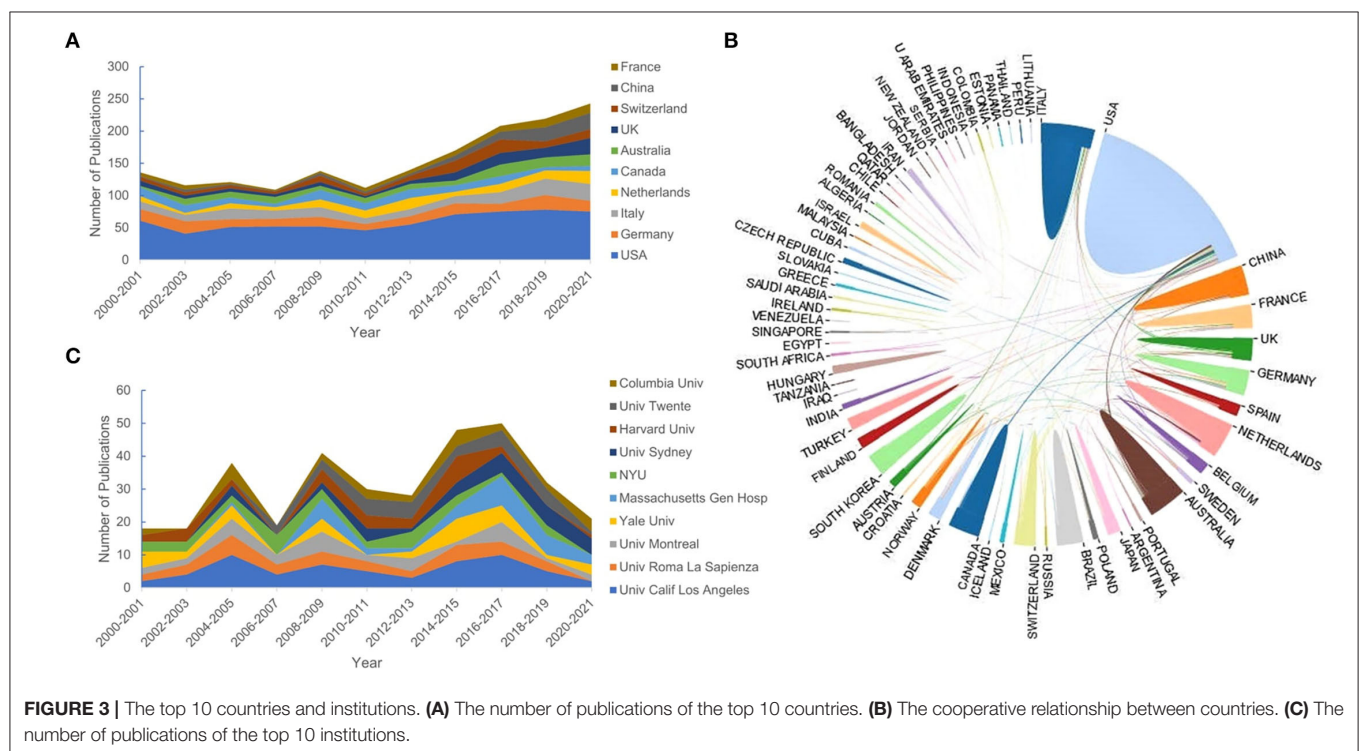 A
Number of Publications
300
250
200
150
100
50
0
2000-2001
2002-2003
2004-2005
2006-2007
2008-2009
2010-2011
2012-2013
2014-2015
2016-2017
2018-2019
2020-2021
Year
France
China
Switzerland
UK
Australia
Canada
Netherlands
Italy
Germany
USA
B
ITALY
USA
CHINA
FRANCE
UK
GERMANY
SPAIN
NETHERLANDS
BELGIUM
SWEDEN
AUSTRALIA
PORTUGAL
ARGENTINA
JAPAN
POLAND
BRAZIL
RUSSIA
SWITZERLAND
MEXICO
ICELAND
CANADA
DENMARK
NORWAY
CROATIA
AUSTRIA
SOUTH KOREA
FINLAND
TURKEY
INDIA
IRAQ
TANZANIA
HUNGARY
SOUTH AFRICA
EGYPT
SINGAPORE
VENEZUELA
IRELAND
SAUDI ARABIA
GREECE
SLOVAKIA
CZECH REPUBLIC
CUBA
MALAYSIA
ISRAEL
ALGERIA
ROMANIA
CHILE
QATAR
BANGLADESH
IRAN
JORDAN
SERBIA
NEW ZEALAND
U ARAB EMIRATES
PHILIPPINES
INDONESIA
COLOMBIA
ESTONIA
PANAMA
THAILAND
PERU
LITHUANIA
C
Number of Publications
60
50
40
30
20
10
0
2000-2001
2002-2003
2004-2005
2006-2007
2008-2009
2010-2011
2012-2013
2014-2015
2016-2017
2018-2019
2020-2021
Year
Columbia Univ
Univ Twente
Harvard Univ
Univ Sydney
NYU
Massachusetts Gen Hosp
Yale Univ
Univ Montreal
Univ Roma La Sapienza
Univ Calif Los Angeles
FIGURE 3 | The top 10 countries and institutions. (A) The number of publications of the top 10 countries. (B) The cooperative relationship between countries. (C) The
number of publications of the top 10 institutions.